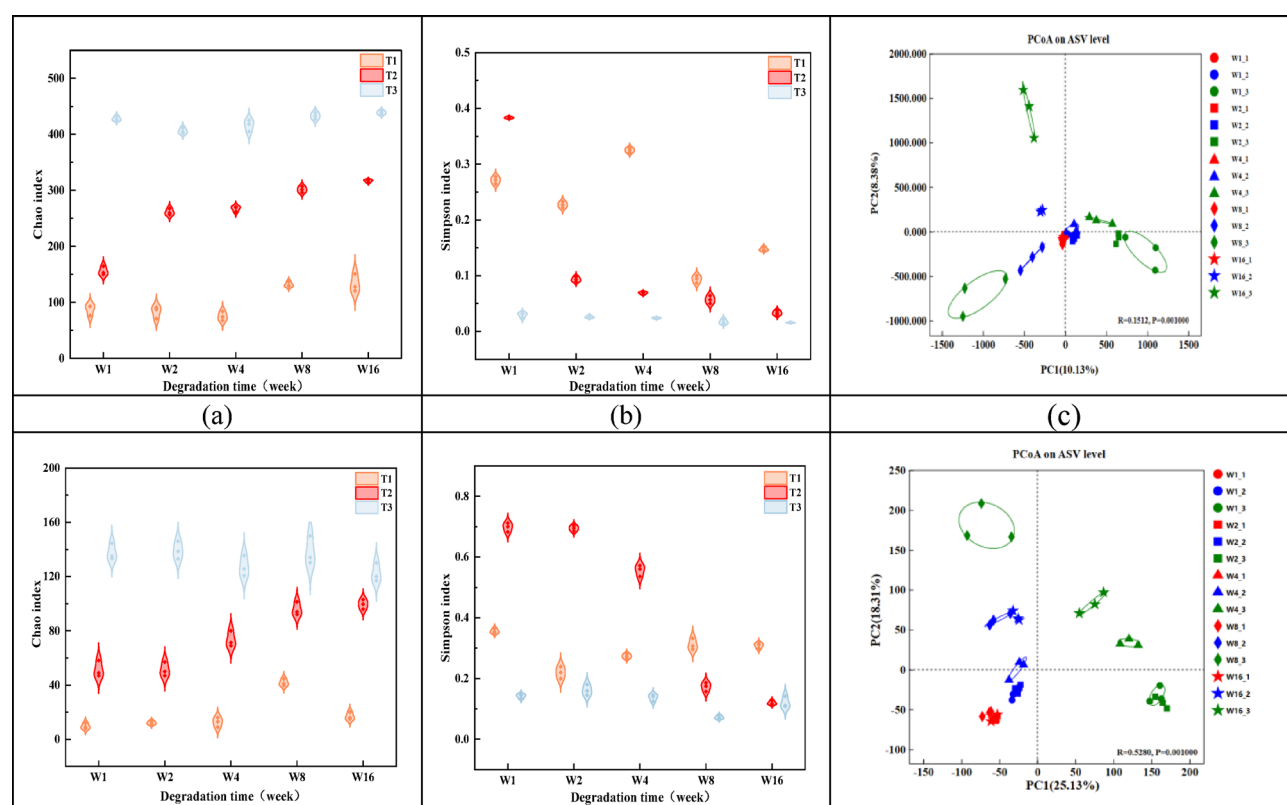 500
400
300
200
100
0
Chao index
T1
T2
T3
W1
W2
W4
W8
W16
Degradation time（week）
0.5
0.4
0.3
0.2
0.1
0.0
Simpson index
T1
T2
T3
W1
W2
W4
W8
W16
Degradation time（week）
PCoA on ASV level
2000.000
1500.000
1000.000
500.000
0.000
-500.000
-1000.000
PC2(8.38%)
-1500
-1000
-500
0
500
1000
1500
PC1(10.13%)
R=0.1512, P=0.001000
W1_1
W1_2
W1_3
W2_1
W2_2
W2_3
W4_1
W4_2
W4_3
W8_1
W8_2
W8_3
W16_1
W16_2
W16_3
(a)
(b)
(c)
200
160
120
80
40
0
Chao index
T1
T2
T3
W1
W2
W4
W8
W16
Degradation time（week）
0.8
0.6
0.4
0.2
0.0
Simpson index
T1
T2
T3
W1
W2
W4
W8
W16
Degradation time（week）
PCoA on ASV level
250
200
150
100
50
0
-50
-100
PC2(18.31%)
-150
-100
-50
0
50
100
150
200
PC1(25.13%)
R=0.5280, P=0.001000
W1_1
W1_2
W1_3
W2_1
W2_2
W2_3
W4_1
W4_2
W4_3
W8_1
W8_2
W8_3
W16_1
W16_2
W16_3